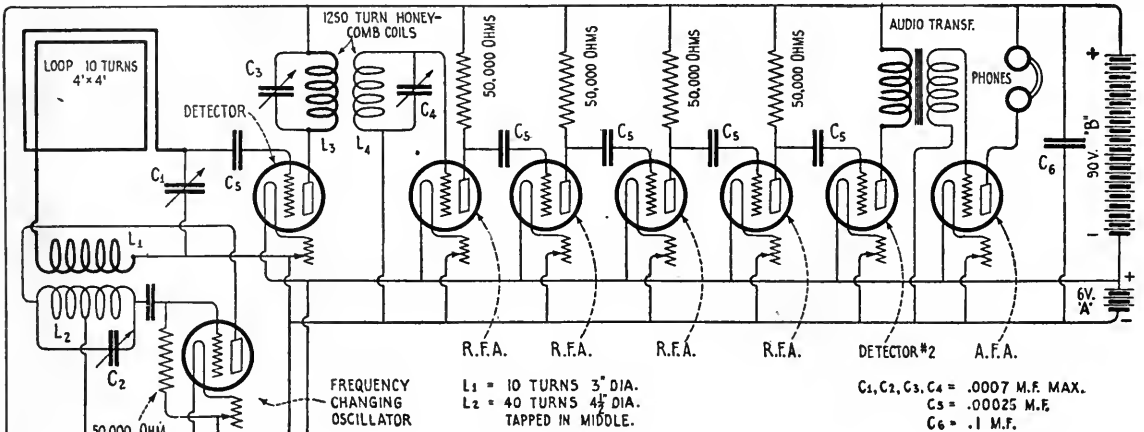 1250 TURN HONEY-
COMB COILS
LOOP 10 TURNS
4'×4'
DETECTOR
C3
C4
L3
L4
C5
C1
50,000 OHMS
50,000 OHMS
50,000 OHMS
50,000 OHMS
C5
C5
C5
C5
AUDIO TRANSF.
PHONES
C6
+
90 V. "B"
-
+
6V.
"A"
-
L1
L2
C2
R.F.A.
R.F.A.
R.F.A.
R.F.A.
DETECTOR #2
A.F.A.
FREQUENCY
CHANGING
OSCILLATOR
50,000 OHM
L1 = 10 TURNS 3" DIA.
L2 = 40 TURNS 4½" DIA.
TAPPED IN MIDDLE.
C1, C2, C3, C4 = .0007 M.F. MAX.
C5 = .00025 M.F.
C6 = .1 M.F.